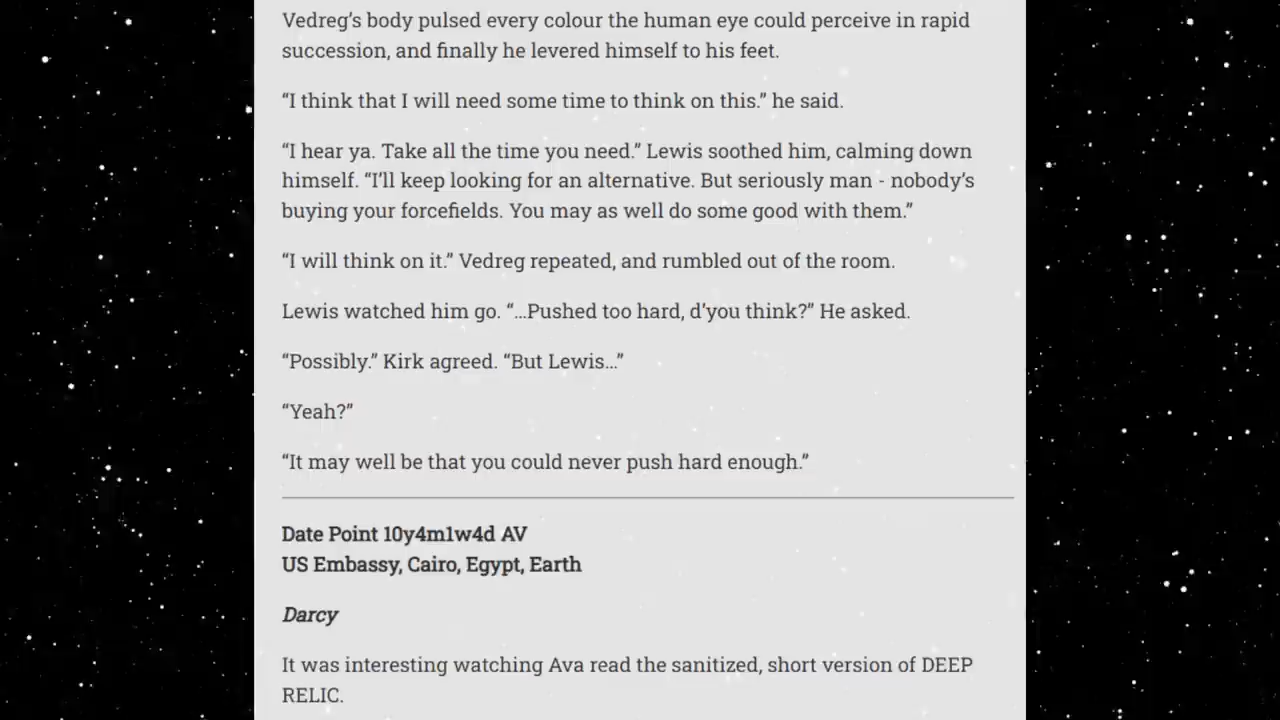 Vedreg’s body pulsed every colour the human eye could perceive in rapid
succession, and finally he levered himself to his feet.
“I think that I will need some time to think on this.” he said.
“I hear ya. Take all the time you need.” Lewis soothed him, calming down
himself. “I’ll keep looking for an alternative. But seriously man - nobody’s
buying your forcefields. You may as well do some good with them.”
“I will think on it.” Vedreg repeated, and rumbled out of the room.
Lewis watched him go. “…Pushed too hard, d’you think?” He asked.
“Possibly.” Kirk agreed. “But Lewis…”
“Yeah?”
“It may well be that you could never push hard enough.”
Date Point 10y4m1w4d AV
US Embassy, Cairo, Egypt, Earth
Darcy
It was interesting watching Ava read the sanitized, short version of DEEP
RELIC.